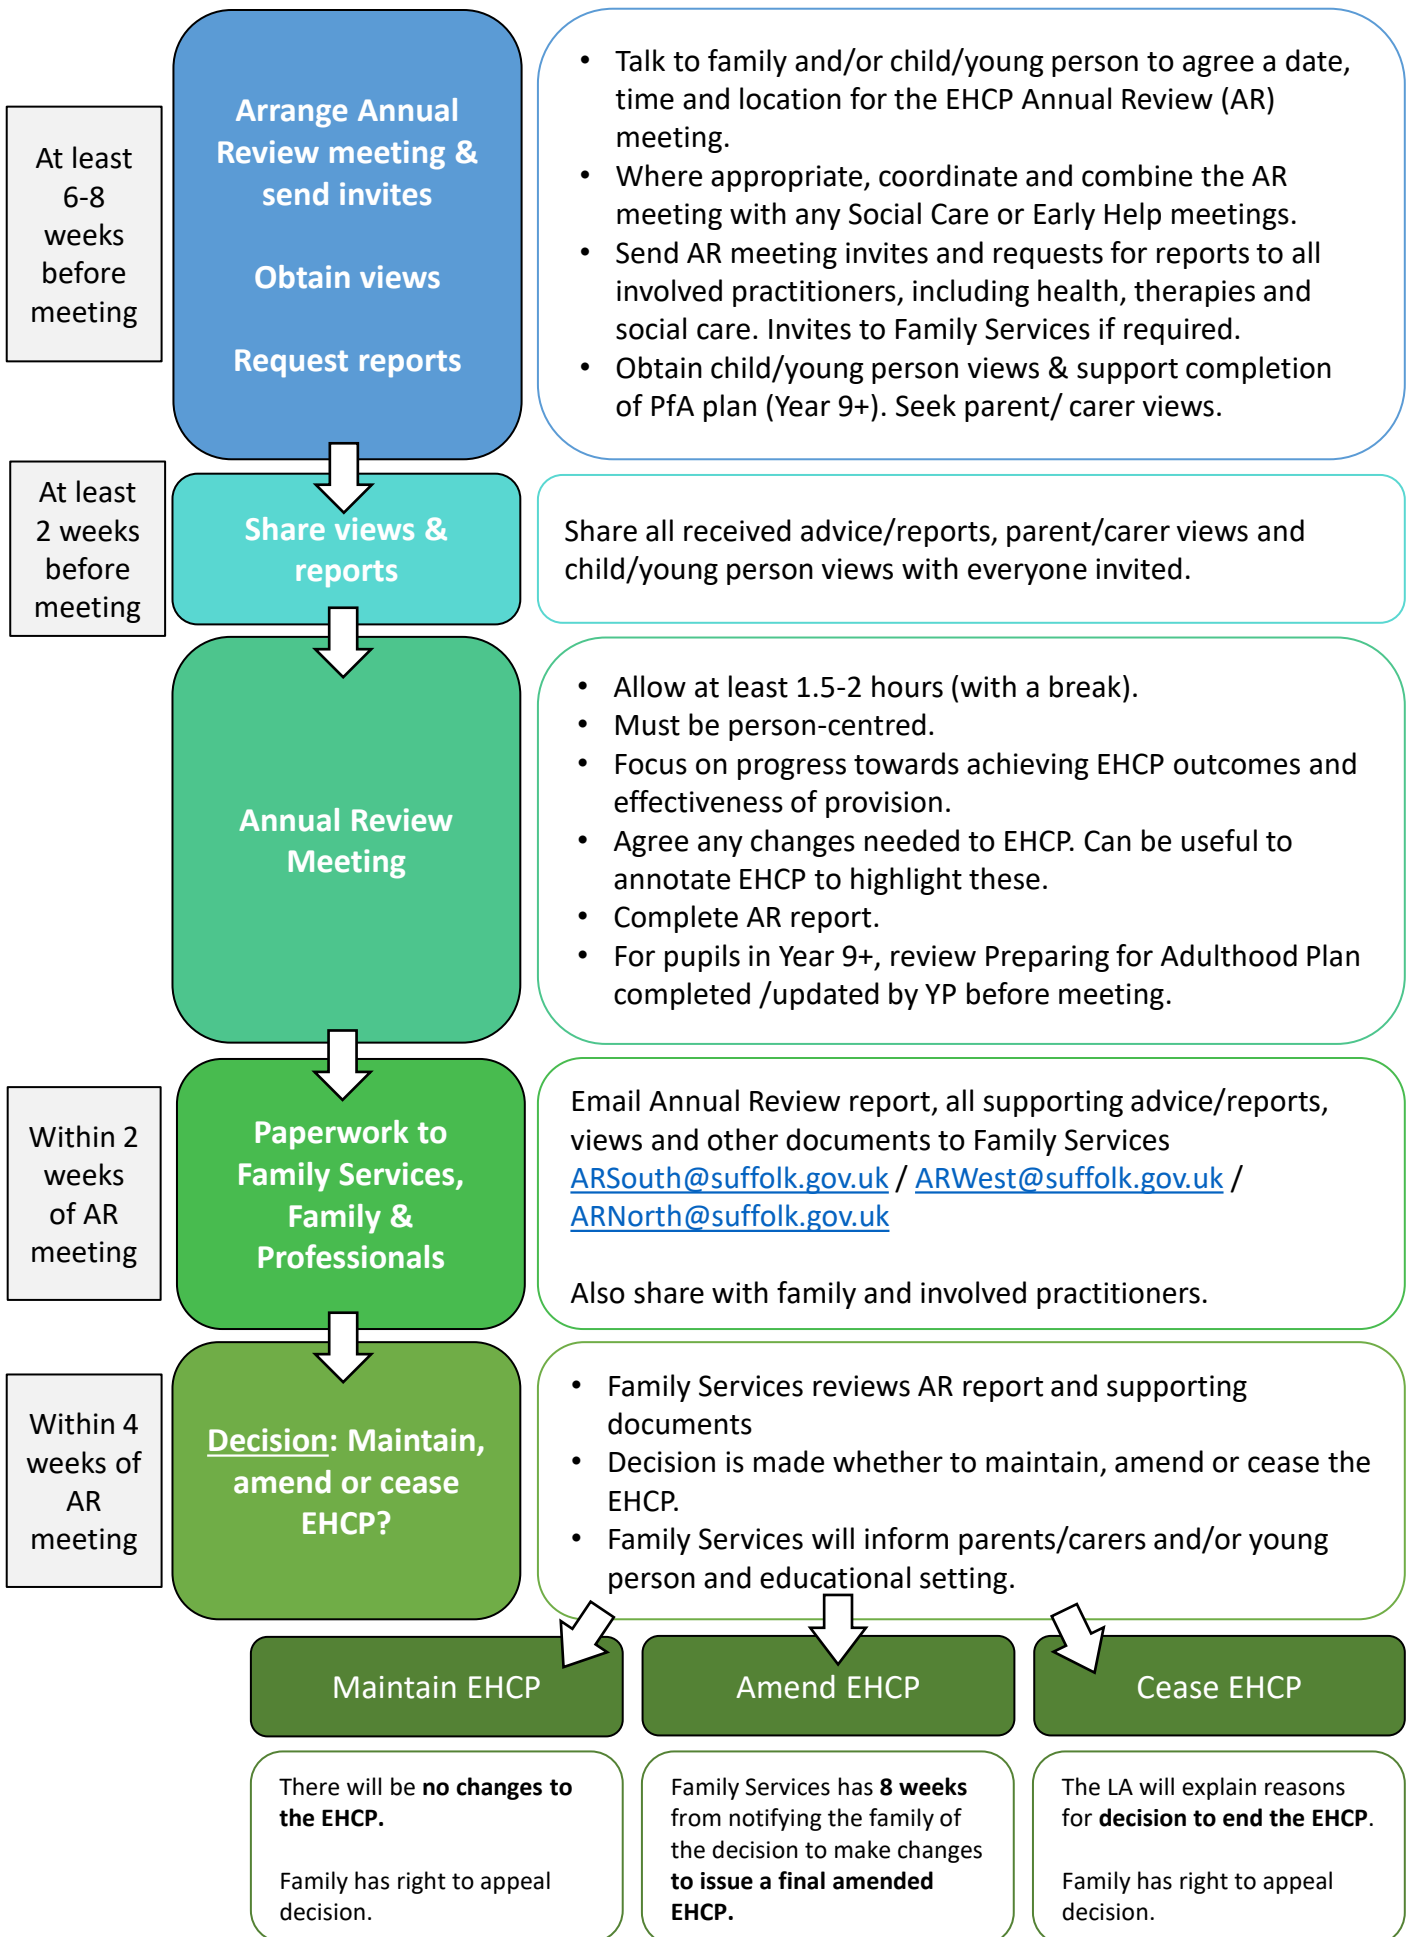 At least
6-8
weeks
before
meeting
Arrange Annual
Review meeting &
send invites
Obtain views
Request reports
• Talk to family and/or child/young person to agree a date,
time and location for the EHCP Annual Review (AR)
meeting.
• Where appropriate, coordinate and combine the AR
meeting with any Social Care or Early Help meetings.
• Send AR meeting invites and requests for reports to all
involved practitioners, including health, therapies and
social care. Invites to Family Services if required.
• Obtain child/young person views & support completion
of PfA plan (Year 9+). Seek parent/ carer views.
At least
2 weeks
before
meeting
Share views &
reports
Share all received advice/reports, parent/carer views and
child/young person views with everyone invited.
Annual Review
Meeting
• Allow at least 1.5-2 hours (with a break).
• Must be person-centred.
• Focus on progress towards achieving EHCP outcomes and
effectiveness of provision.
• Agree any changes needed to EHCP. Can be useful to
annotate EHCP to highlight these.
• Complete AR report.
• For pupils in Year 9+, review Preparing for Adulthood Plan
completed /updated by YP before meeting.
Within 2
weeks
of AR
meeting
Paperwork to
Family Services,
Family &
Professionals
Email Annual Review report, all supporting advice/reports,
views and other documents to Family Services
ARSouth@suffolk.gov.uk / ARWest@suffolk.gov.uk /
ARNorth@suffolk.gov.uk
Also share with family and involved practitioners.
Within 4
weeks of
AR
meeting
Decision: Maintain,
amend or cease
EHCP?
• Family Services reviews AR report and supporting
documents
• Decision is made whether to maintain, amend or cease the
EHCP.
• Family Services will inform parents/carers and/or young
person and educational setting.
Maintain EHCP
There will be no changes to
the EHCP.
Family has right to appeal
decision.
Amend EHCP
Family Services has 8 weeks
from notifying the family of
the decision to make changes
to issue a final amended
EHCP.
Cease EHCP
The LA will explain reasons
for decision to end the EHCP.
Family has right to appeal
decision.